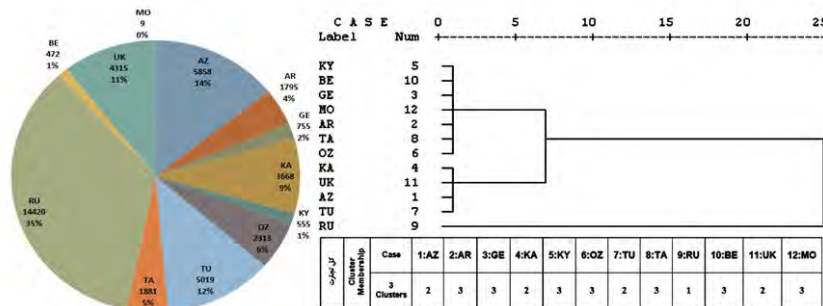 MO
9
0%
AZ
5858
14%
AR
1795
4%
GE
755
2%
KA
3668
9%
KY
555
1%
OZ
2313
6%
TU
5019
12%
TA
1881
5%
RU
14420
35%
BE
472
1%
UK
4315
11%
C A S E 0 5 10 15 20 25
Label Num
KY 5
BE 10
GE 3
MO 12
AR 2
TA 8
OZ 6
KA 4
UK 11
AZ 1
TU 7
RU 9
کل تجارت
Cluster Membership
Case 1:AZ 2:AR 3:GE 4:KA 5:KY 6:OZ 7:TU 8:TA 9:RU 10:BE 11:UK 12:MO
3 Clusters 2 3 3 2 3 3 2 3 1 3 2 3